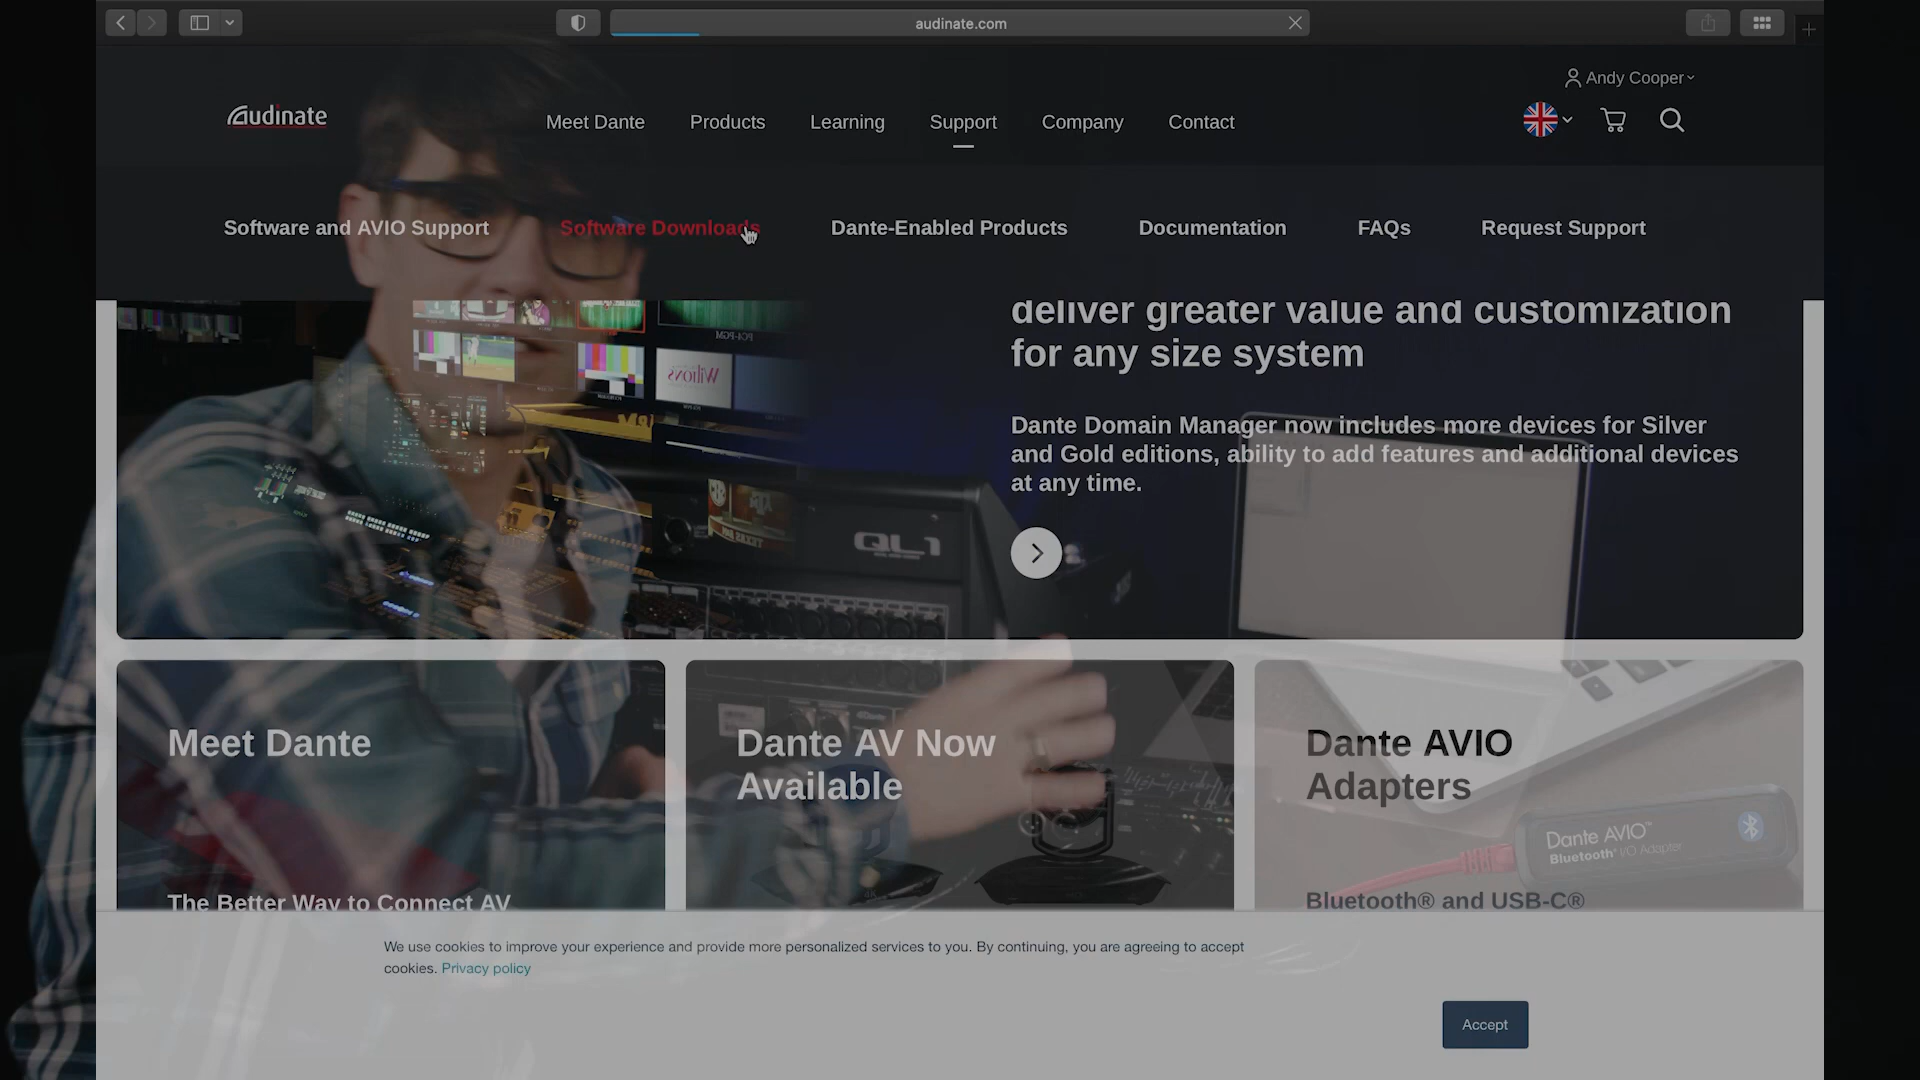 audinate.com
Andy Cooper
Audinate
Meet Dante Products Learning Support Company Contact
Software and AVIO Support Software Downloads Dante-Enabled Products Documentation FAQs Request Support
deliver greater value and customization
for any size system
Dante Domain Manager now includes more devices for Silver
and Gold editions, ability to add features and additional devices
at any time.
PC4-PGM
Wiltons
QL1
Meet Dante
The Better Way to Connect AV
Dante AV Now
Available
Dante AVIO
Adapters
Dante AVIO™
Bluetooth® I/O Adapter
Bluetooth® and USB-C®
We use cookies to improve your experience and provide more personalized services to you. By continuing, you are agreeing to accept
cookies. Privacy policy
Accept